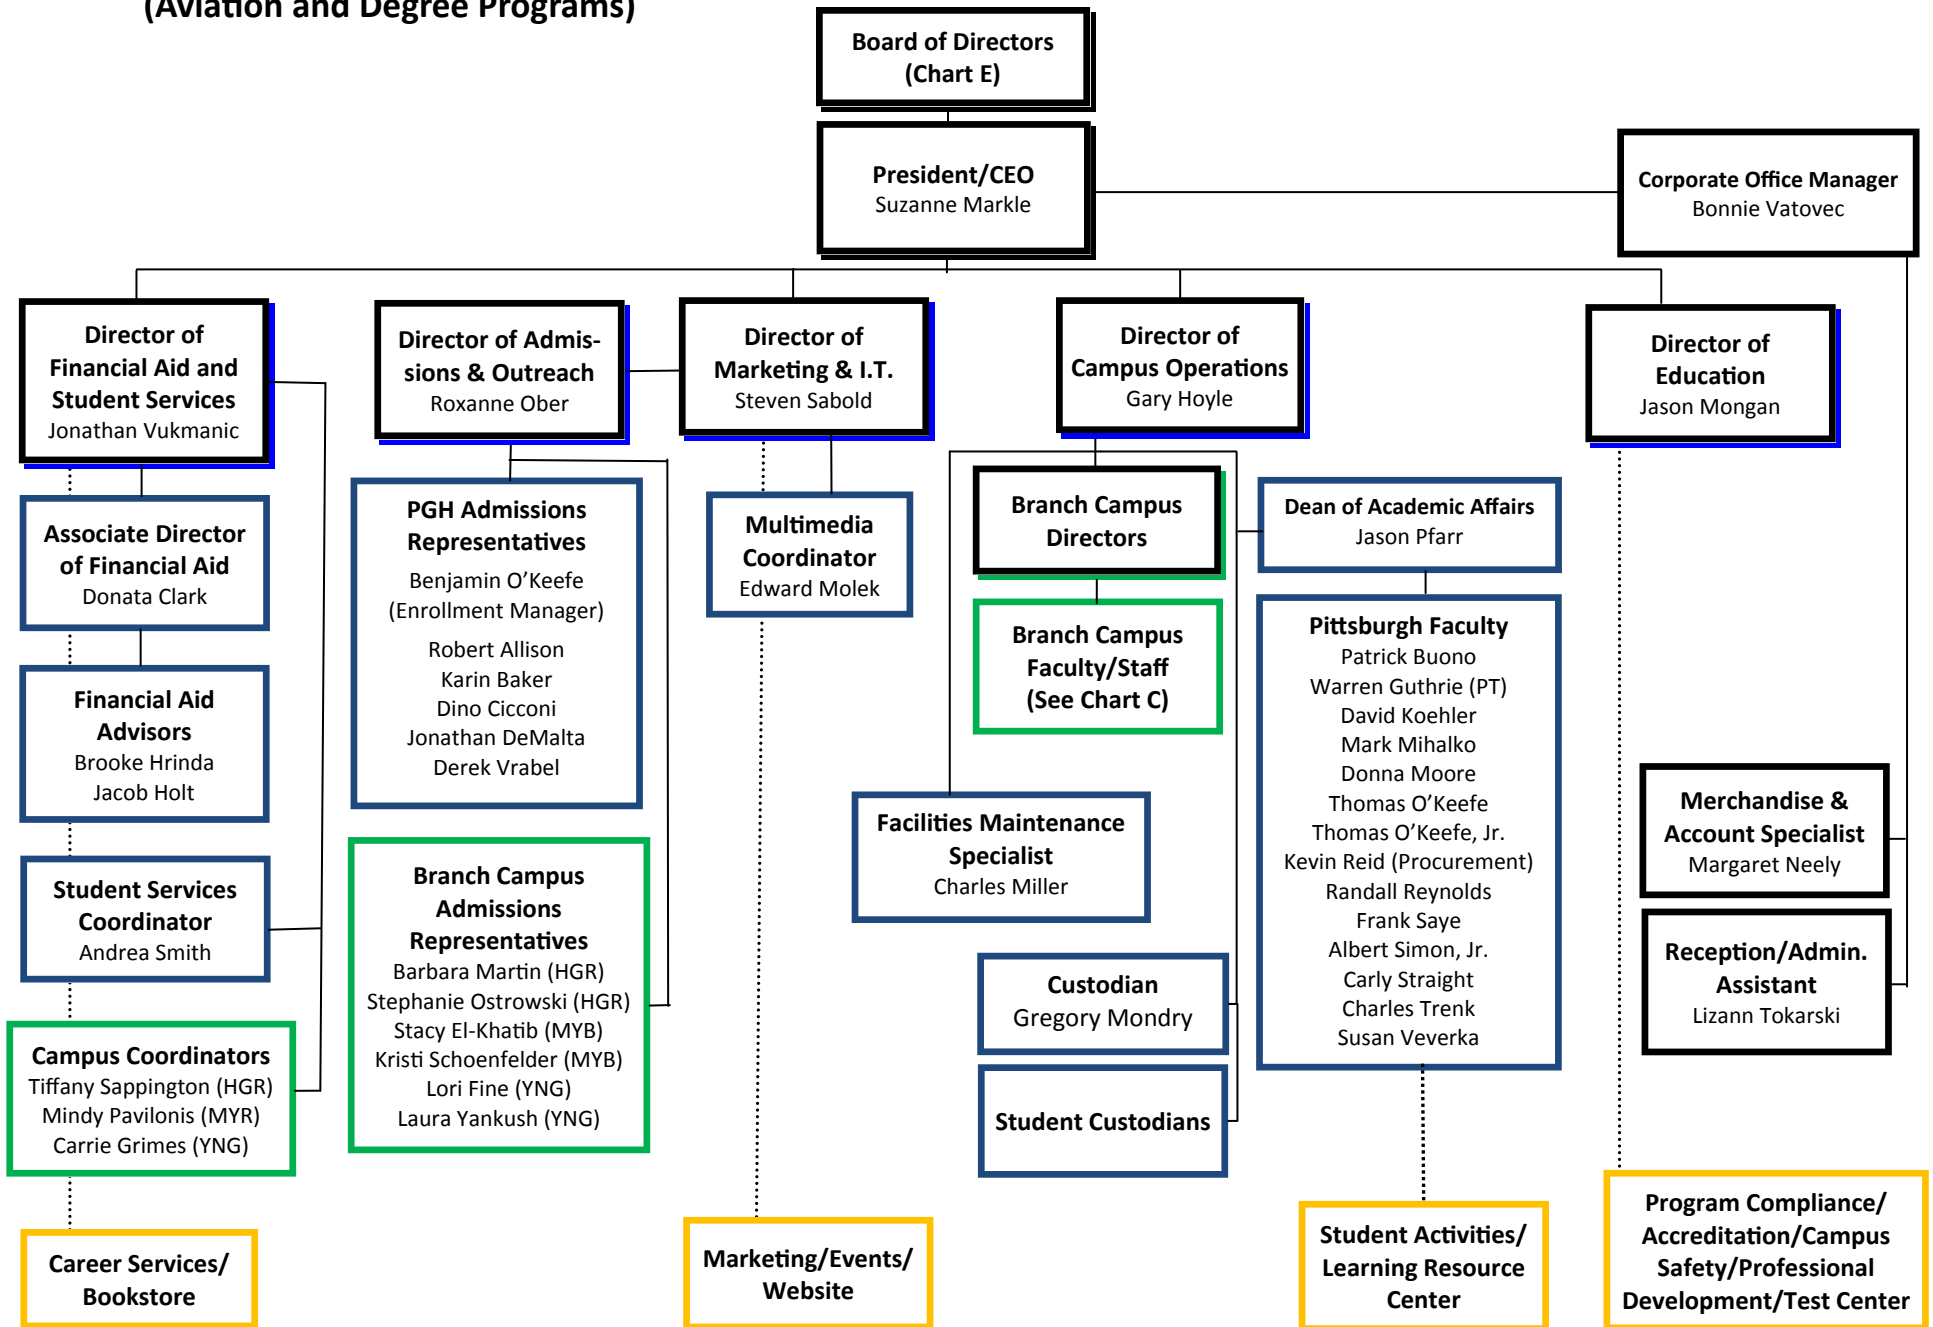 (Aviation and Degree Programs)
Board of Directors
(Chart E)
President/CEO
Suzanne Markle
Corporate Office Manager
Bonnie Vatovec
Director of
Financial Aid and
Student Services
Jonathan Vukmanic
Director of Admis-
sions & Outreach
Roxanne Ober
Director of
Marketing & I.T.
Steven Sabold
Director of
Campus Operations
Gary Hoyle
Director of
Education
Jason Mongan
Associate Director
of Financial Aid
Donata Clark
Financial Aid
Advisors
Brooke Hrinda
Jacob Holt
Student Services
Coordinator
Andrea Smith
Campus Coordinators
Tiffany Sappington (HGR)
Mindy Pavilonis (MYR)
Carrie Grimes (YNG)
Career Services/
Bookstore
PGH Admissions
Representatives
Benjamin O’Keefe
(Enrollment Manager)
Robert Allison
Karin Baker
Dino Cicconi
Jonathan DeMalta
Derek Vrabel
Branch Campus
Admissions
Representatives
Barbara Martin (HGR)
Stephanie Ostrowski (HGR)
Stacy El-Khatib (MYB)
Kristi Schoenfelder (MYB)
Lori Fine (YNG)
Laura Yankush (YNG)
Multimedia
Coordinator
Edward Molek
Marketing/Events/
Website
Branch Campus
Directors
Branch Campus
Faculty/Staff
(See Chart C)
Facilities Maintenance
Specialist
Charles Miller
Custodian
Gregory Mondry
Student Custodians
Dean of Academic Affairs
Jason Pfarr
Pittsburgh Faculty
Patrick Buono
Warren Guthrie (PT)
David Koehler
Mark Mihalko
Donna Moore
Thomas O’Keefe
Thomas O’Keefe, Jr.
Kevin Reid (Procurement)
Randall Reynolds
Frank Saye
Albert Simon, Jr.
Carly Straight
Charles Trenk
Susan Veverka
Student Activities/
Learning Resource
Center
Merchandise &
Account Specialist
Margaret Neely
Reception/Admin.
Assistant
Lizann Tokarski
Program Compliance/
Accreditation/Campus
Safety/Professional
Development/Test Center